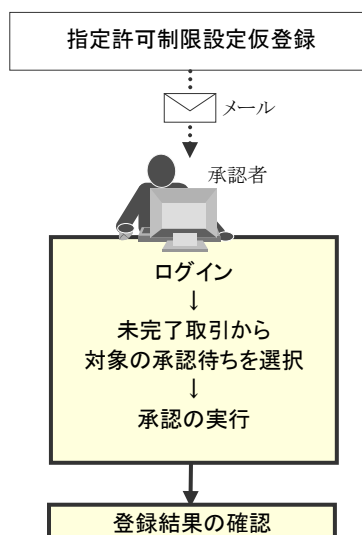 指定許可制限設定仮登録
メール
承認者
ログイン
↓
未完了取引から
対象の承認待ちを選択
↓
承認の実行
登録結果の確認